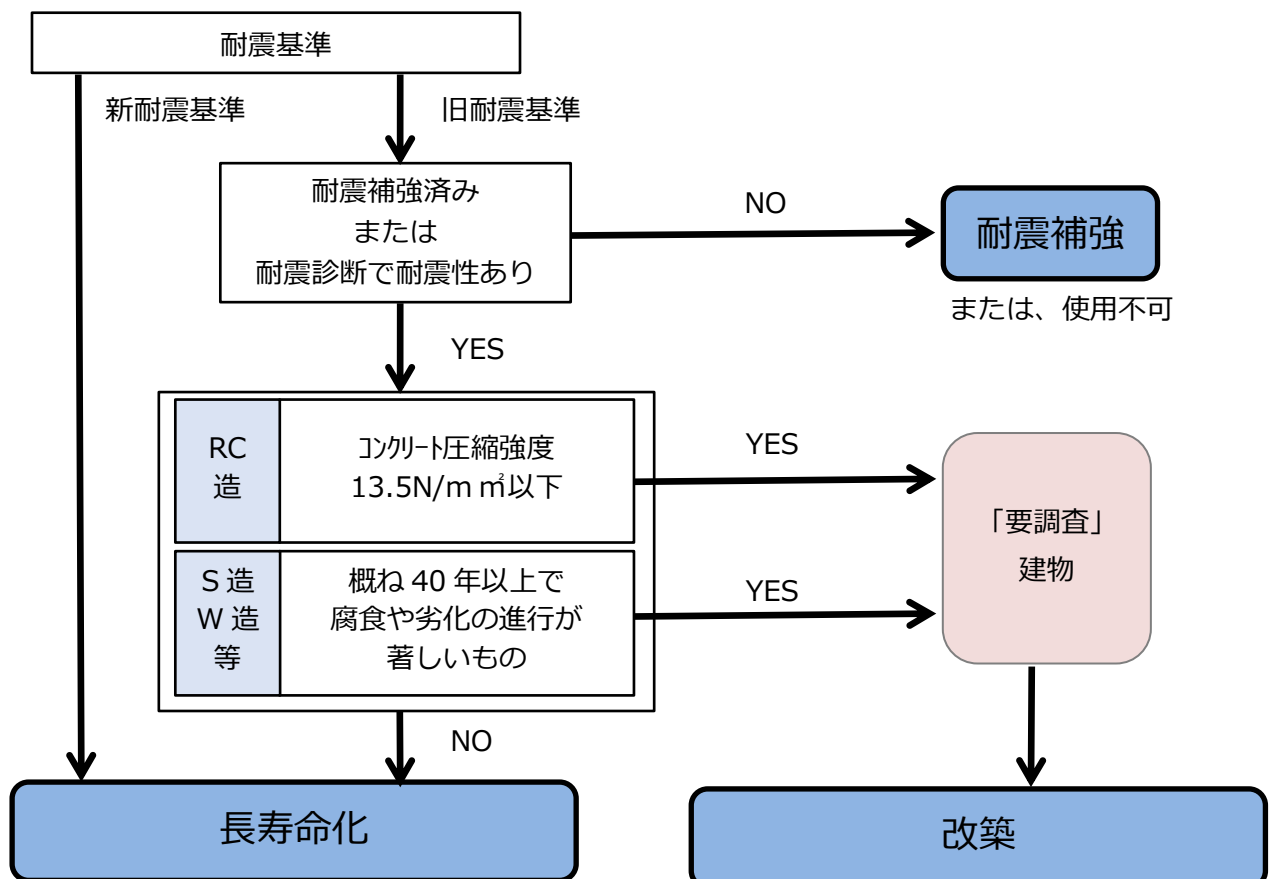 耐震基準
新耐震基準
旧耐震基準
耐震補強済み
または
耐震診断で耐震性あり
NO
耐震補強
または、使用不可
YES
RC
造
ｺﾝｸﾘｰﾄ圧縮強度
13.5N/m㎡以下
YES
「要調査」
建物
S造
W造
等
概ね40年以上で
腐食や劣化の進行が
著しいもの
YES
NO
長寿命化
改築